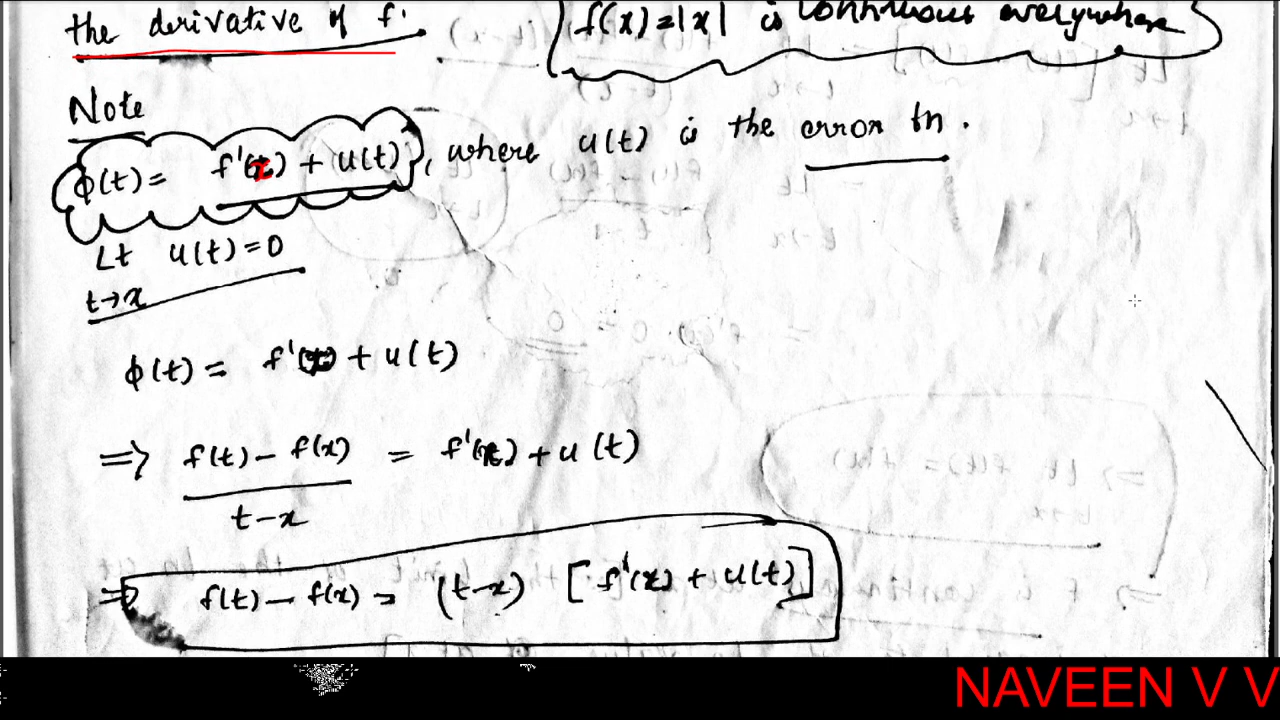 the derivative of f.
f(x)=|x| is continuous everywhere
Note
ϕ(t) = f'(x) + u(t), where u(t) is the error fn.
Lt u(t)=0
t→x
ϕ(t) = f'(x) + u(t)
⇒ f(t) - f(x) = f'(x) + u(t)
t-x
⇒ f(t) - f(x) = (t-x) [f'(x) + u(t)]
NAVEEN V V